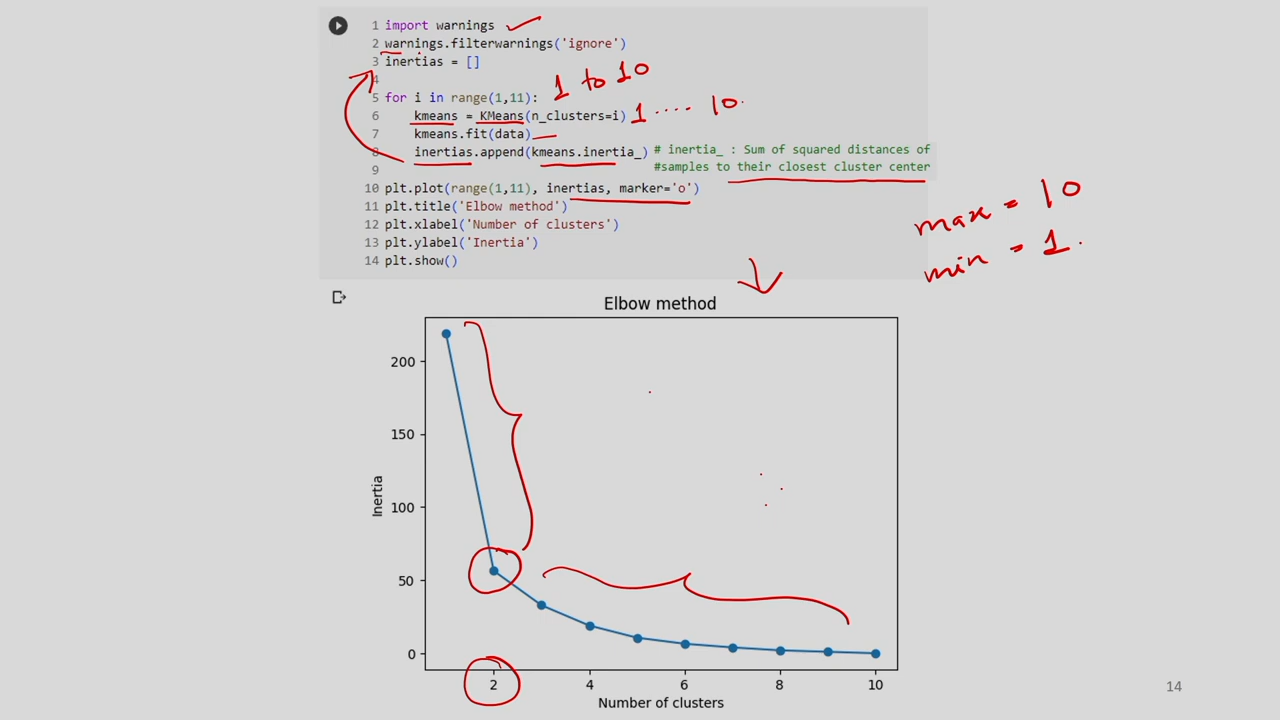 1 import warnings
2 warnings.filterwarnings('ignore')
3 inertias = []
4
5 for i in range(1,11):
1 to 10
6 kmeans = KMeans(n_clusters=i)
1 .... 10
7 kmeans.fit(data)
8 inertias.append(kmeans.inertia_) # inertia_ : Sum of squared distances of
9 #samples to their closest cluster center
10 plt.plot(range(1,11), inertias, marker='o')
11 plt.title('Elbow method')
12 plt.xlabel('Number of clusters')
13 plt.ylabel('Inertia')
14 plt.show()
max = 10
min = 1
Elbow method
200
150
100
50
0
Inertia
2 4 6 8 10
Number of clusters
14